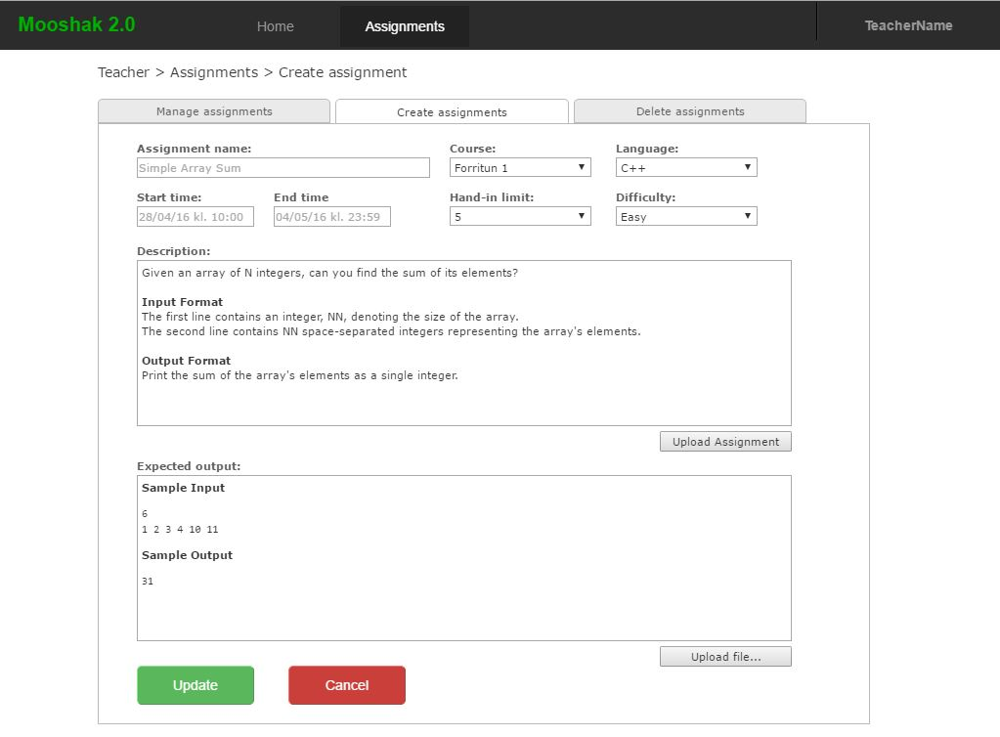 Mooshak 2.0 Home Assignments TeacherName
Teacher > Assignments > Create assignment
Manage assignments Create assignments Delete assignments
Assignment name: Course: Language:
Simple Array Sum Forritun 1 C++
Start time: End time Hand-in limit: Difficulty:
28/04/16 kl. 10:00 04/05/16 kl. 23:59 5 Easy
Description:
Given an array of N integers, can you find the sum of its elements?
Input Format
The first line contains an integer, NN, denoting the size of the array.
The second line contains NN space-separated integers representing the array's elements.
Output Format
Print the sum of the array's elements as a single integer.
Upload Assignment
Expected output:
Sample Input
6
1 2 3 4 10 11
Sample Output
31
Upload file...
Update Cancel